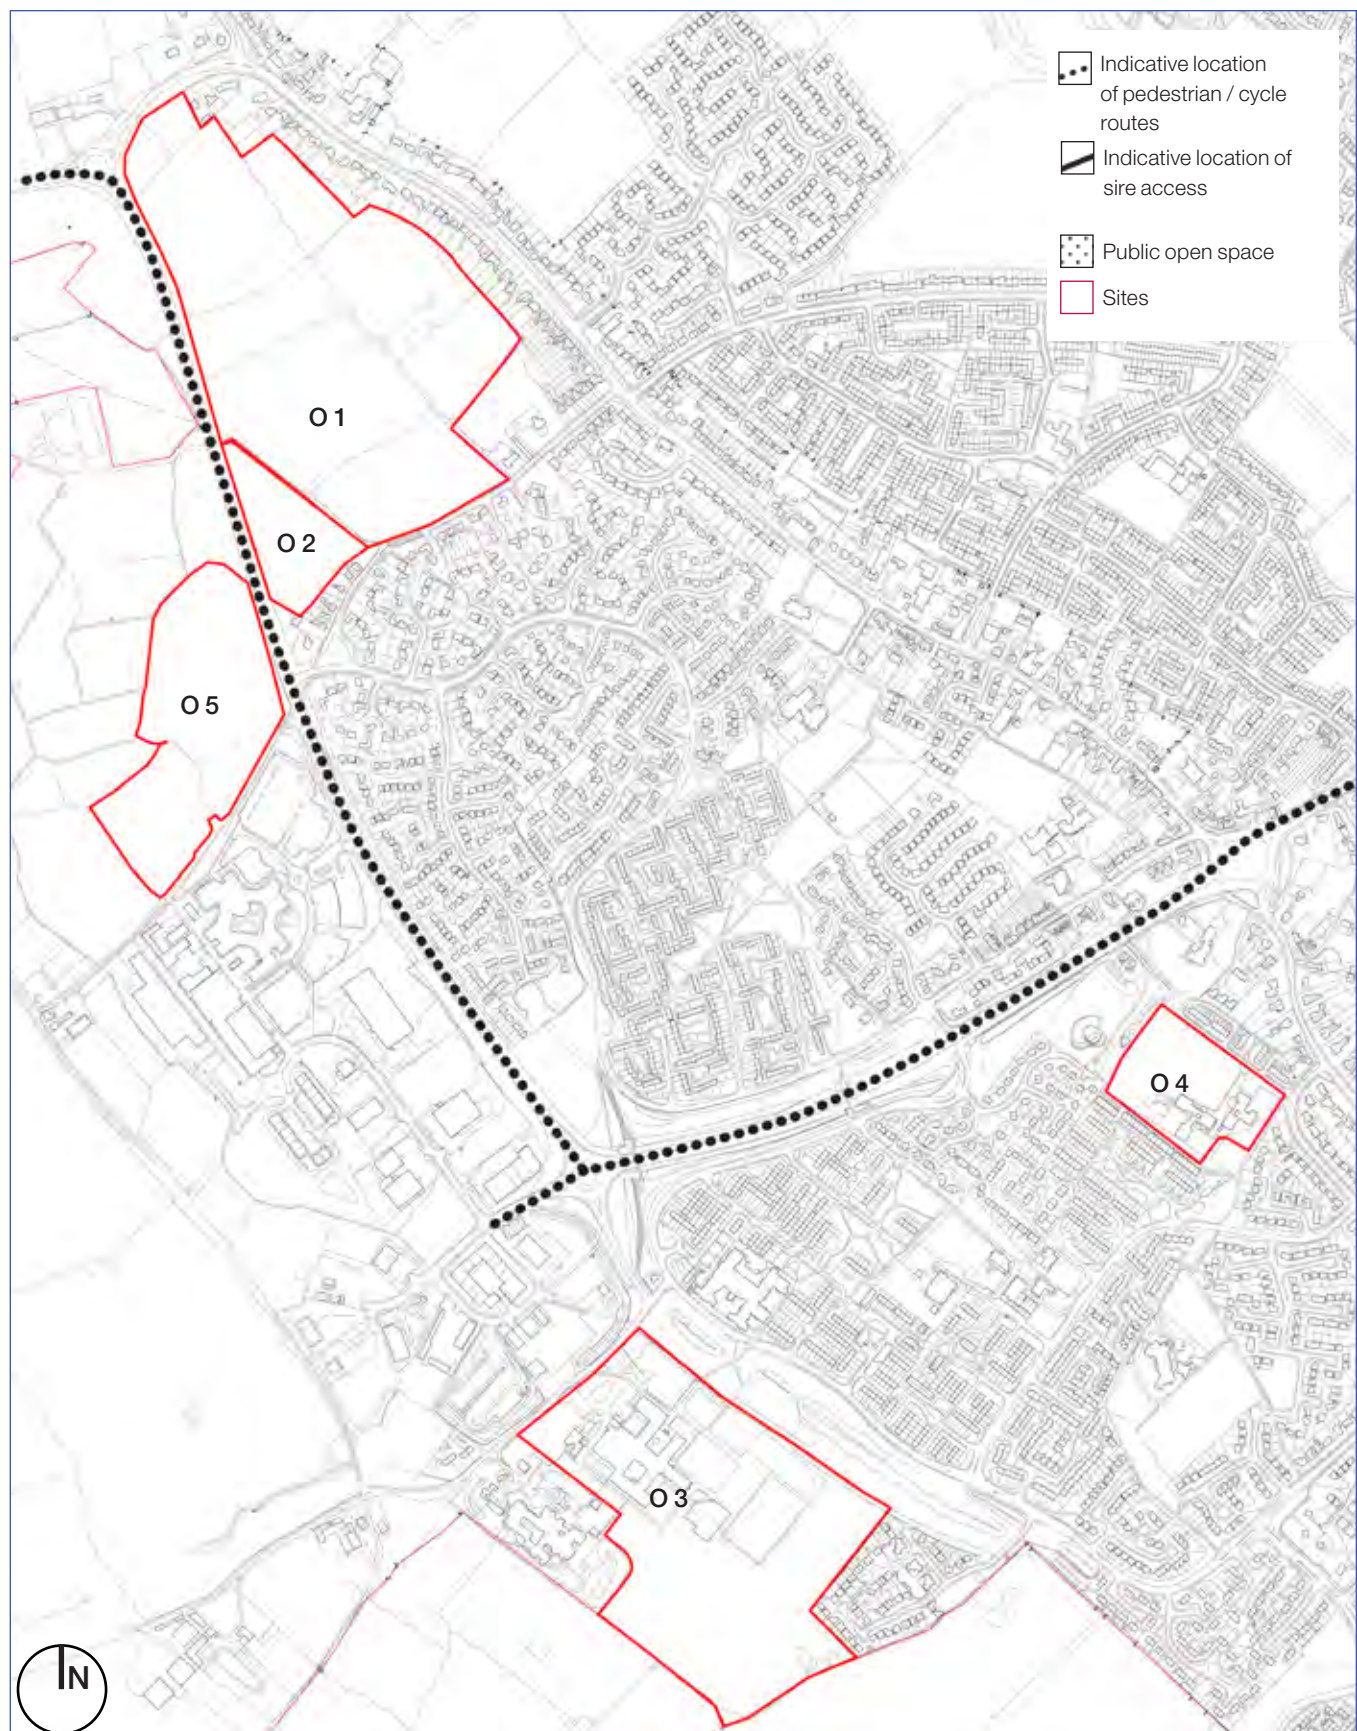 Indicative location
of pedestrian / cycle
routes
Indicative location of
sire access
Public open space
Sites
O 1
O 2
O 5
O 4
O 3
N